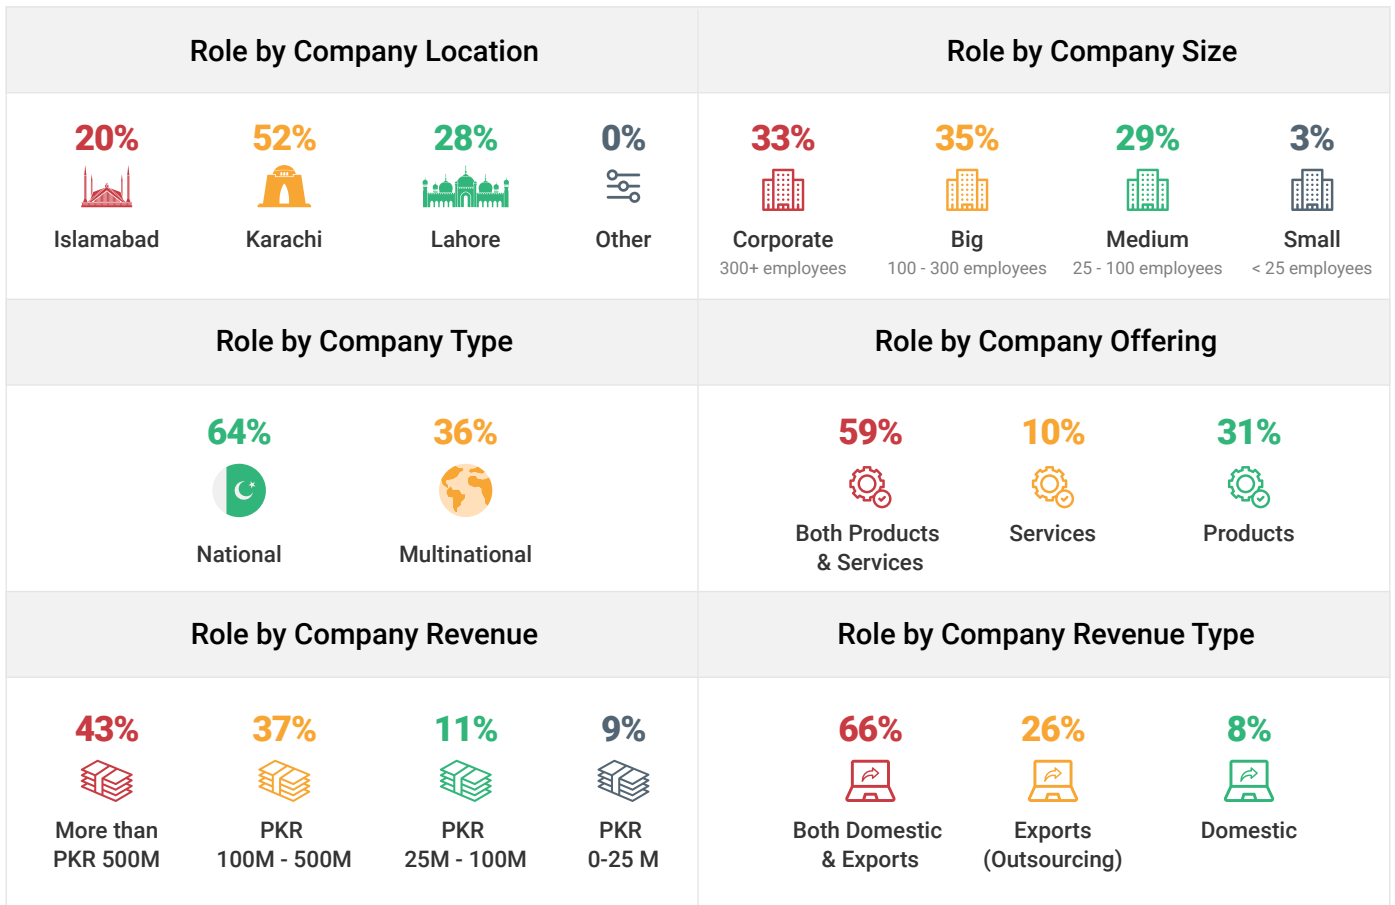 Role by Company Location
20%
52%
28%
0%
Islamabad
Karachi
Lahore
Other
Role by Company Size
33%
35%
29%
3%
Corporate
Big
Medium
Small
300+ employees
100 - 300 employees
25 - 100 employees
< 25 employees
Role by Company Type
64%
36%
National
Multinational
Role by Company Offering
59%
10%
31%
Both Products
& Services
Services
Products
Role by Company Revenue
43%
37%
11%
9%
More than
PKR 500M
PKR
100M - 500M
PKR
25M - 100M
PKR
0-25 M
Role by Company Revenue Type
66%
26%
8%
Both Domestic
& Exports
Exports
(Outsourcing)
Domestic